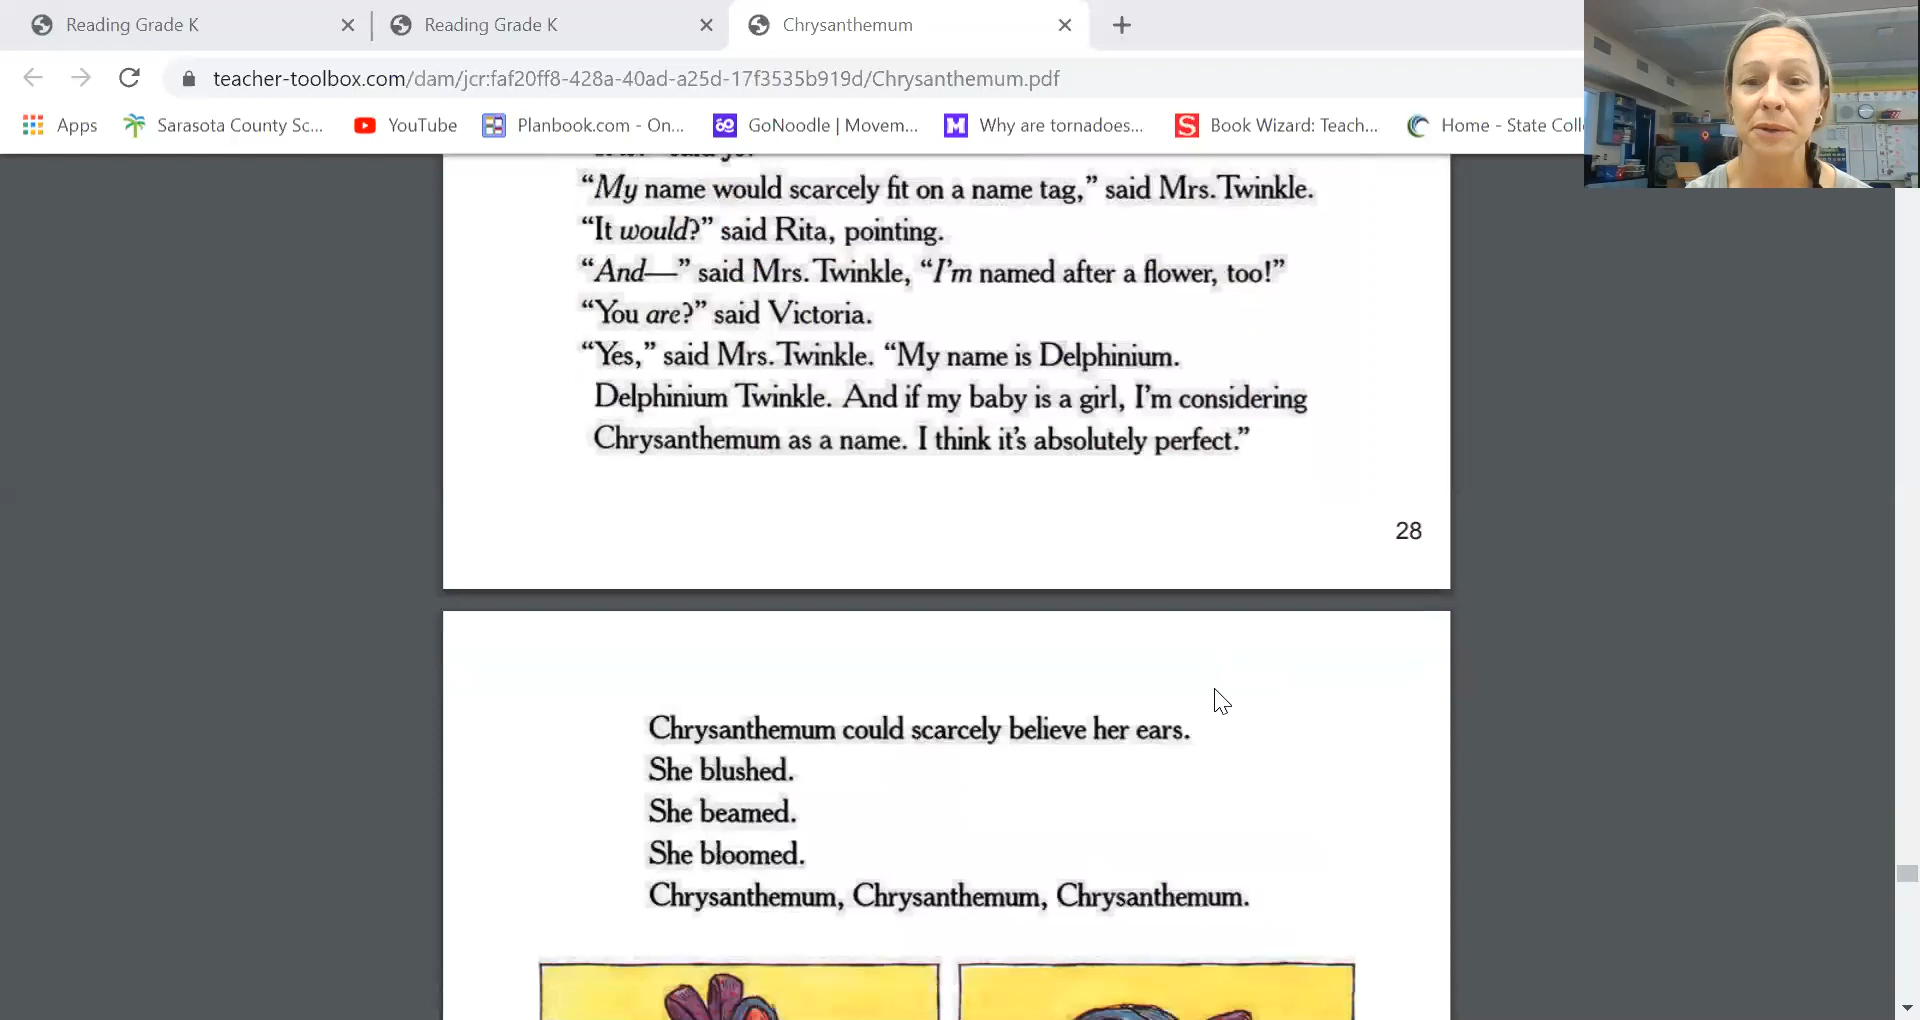 Reading Grade K
Reading Grade K
Chrysanthemum
teacher-toolbox.com/dam/jcr:faf20ff8-428a-40ad-a25d-17f3535b919d/Chrysanthemum.pdf
Apps
Sarasota County Sc...
YouTube
Planbook.com - On...
GoNoodle | Movem...
M Why are tornadoes...
S Book Wizard: Teach...
Home - State Coll
“My name would scarcely fit on a name tag,” said Mrs. Twinkle.
“It would?” said Rita, pointing.
“And—” said Mrs. Twinkle, “I’m named after a flower, too!”
“You are?” said Victoria.
“Yes,” said Mrs. Twinkle. “My name is Delphinium.
Delphinium Twinkle. And if my baby is a girl, I’m considering
Chrysanthemum as a name. I think it’s absolutely perfect.”
28
Chrysanthemum could scarcely believe her ears.
She blushed.
She beamed.
She bloomed.
Chrysanthemum, Chrysanthemum, Chrysanthemum.